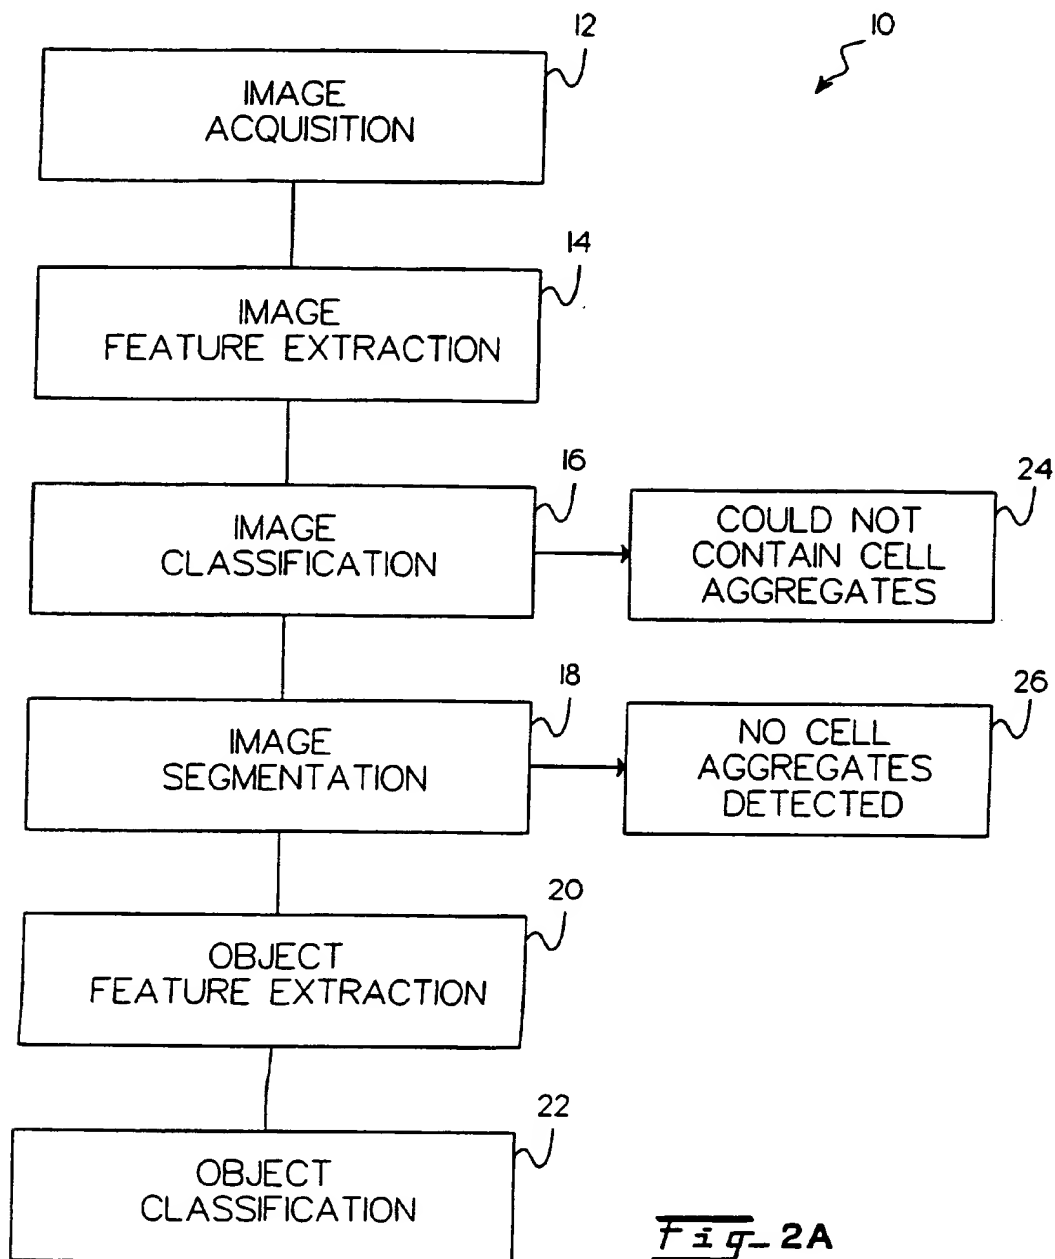 12
10
IMAGE
ACQUISITION
14
IMAGE
FEATURE EXTRACTION
16
IMAGE
CLASSIFICATION
24
COULD NOT
CONTAIN CELL
AGGREGATES
18
IMAGE
SEGMENTATION
26
NO CELL
AGGREGATES
DETECTED
20
OBJECT
FEATURE EXTRACTION
22
OBJECT
CLASSIFICATION
Fig_2A